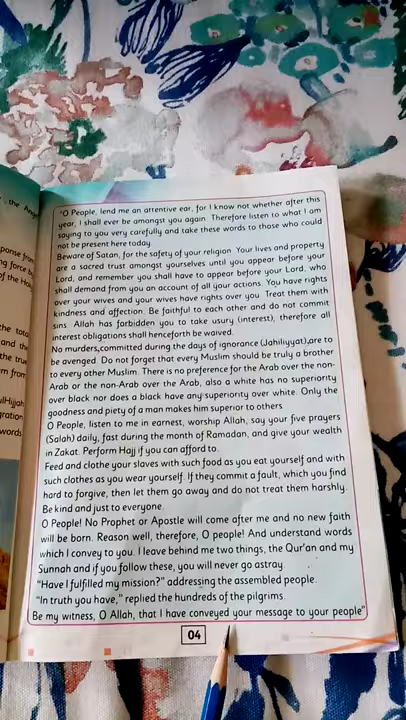 "O People, lend me an attentive ear, for I know not whether after this
year, I shall ever be amongst you again. Therefore listen to what I am
saying to you very carefully and take these words to those who could
not be present here today.
Beware of Satan, for the safety of your religion. Your lives and property
are a sacred trust amongst yourselves until you appear before your
Lord, and remember you shall have to appear before your Lord, who
shall demand from you an account of all your actions. You have rights
over your wives and your wives have rights over you. Treat them with
kindness and affection. Be faithful to each other and do not commit
sins. Allah has forbidden you to take usury (interest), therefore all
interest obligations shall henceforth be waived.
No murders,committed during the days of ignorance (Jahiliyyat),are to
be avenged. Do not forget that every Muslim should be truly a brother
to every other Muslim. There is no preference for the Arab over the non-
Arab or the non-Arab over the Arab, also a white has no superiority
over black nor does a black have any superiority over white. Only the
goodness and piety of a man makes him superior to others.
O People, listen to me in earnest, worship Allah, say your five prayers
(Salah) daily, fast during the month of Ramadan, and give your wealth
in Zakat. Perform Hajj if you can afford to.
Feed and clothe your slaves with such food as you eat yourself and with
such clothes as you wear yourself. If they commit a fault, which you find
hard to forgive, then let them go away and do not treat them harshly.
Be kind and just to everyone.
O People! No Prophet or Apostle will come after me and no new faith
will be born. Reason well, therefore, O people! And understand words
which I convey to you. I leave behind me two things, the Qur'an and my
Sunnah and if you follow these, you will never go astray.
"Have I fulfilled my mission?" addressing the assembled people.
"In truth you have," replied the hundreds of the pilgrims.
Be my witness, O Allah, that I have conveyed your message to your people"
04